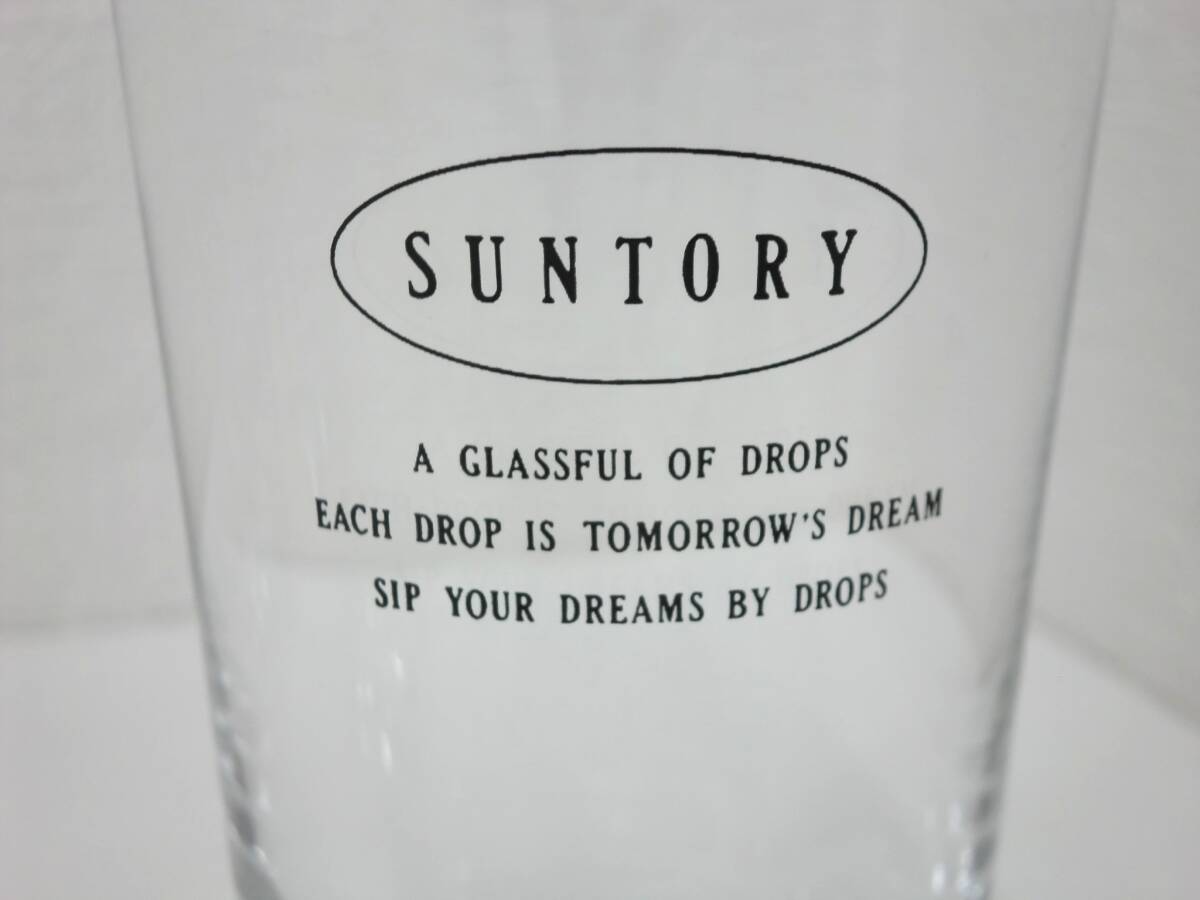 SUNTORY
A GLASSFUL OF DROPS
EACH DROP IS TOMORROW'S DREAM
SIP YOUR DREAMS BY DROPS